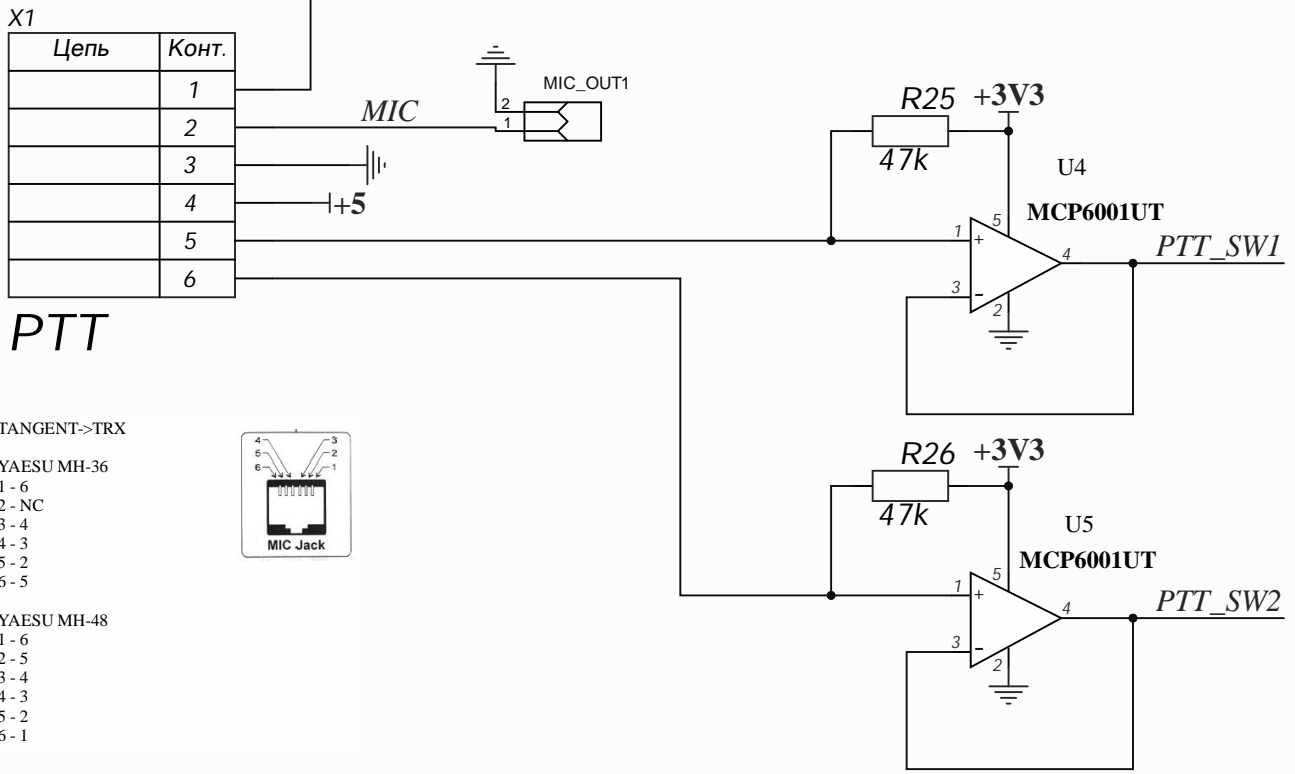 X1
Цепь Конт.
1
2
3
4
5
6
PTT
MIC
MIC_OUT1
2
1
+5
R25 +3V3
47k
U4
MCP6001UT
1
+
5
4
3
-
2
PTT_SW1
R26 +3V3
47k
U5
MCP6001UT
1
+
5
4
3
-
2
PTT_SW2
TANGENT->TRX
YAESU MH-36
1 - 6
2 - NC
3 - 4
4 - 3
5 - 2
6 - 5
YAESU MH-48
1 - 6
2 - 5
3 - 4
4 - 3
5 - 2
6 - 1
4 3
5 2
6 1
MIC Jack